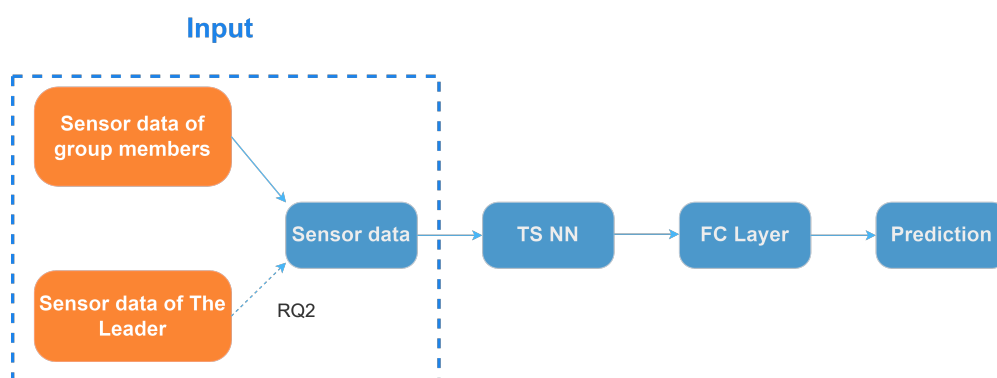 Input
Sensor data of
group members
Sensor data
TS NN
FC Layer
Prediction
Sensor data of The
Leader
RQ2